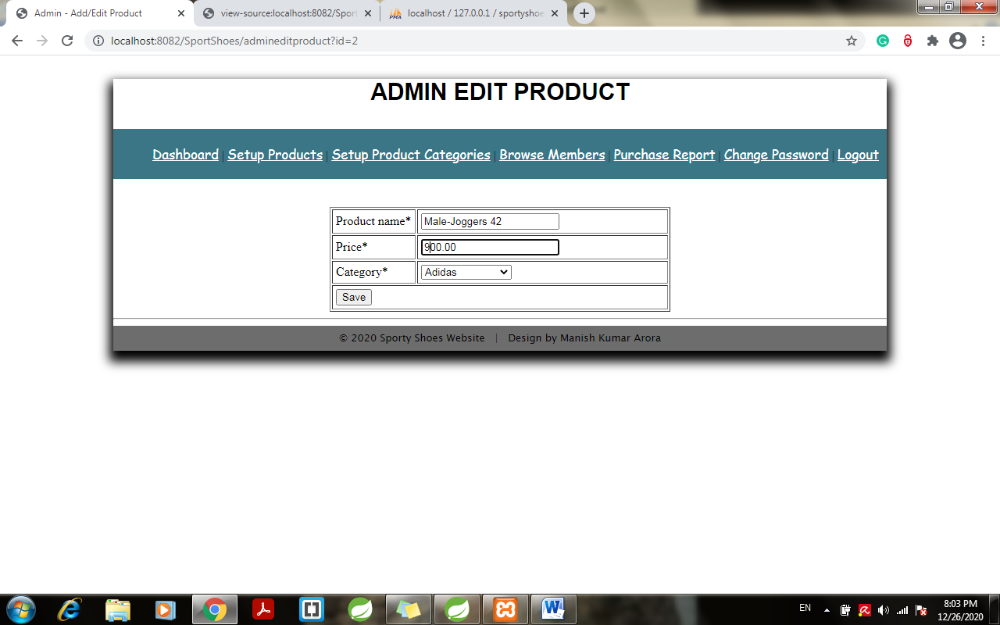 Admin - Add/Edit Product
view-source:localhost:8082/Sport
localhost / 127.0.0.1 / sportyshoe
localhost:8082/SportShoes/admineditproduct?id=2
ADMIN EDIT PRODUCT
Dashboard | Setup Products | Setup Product Categories | Browse Members | Purchase Report | Change Password | Logout
Product name* Male-Joggers 42
Price* 900.00
Category* Adidas
Save
© 2020 Sporty Shoes Website | Design by Manish Kumar Arora
EN
8:03 PM
12/26/2020